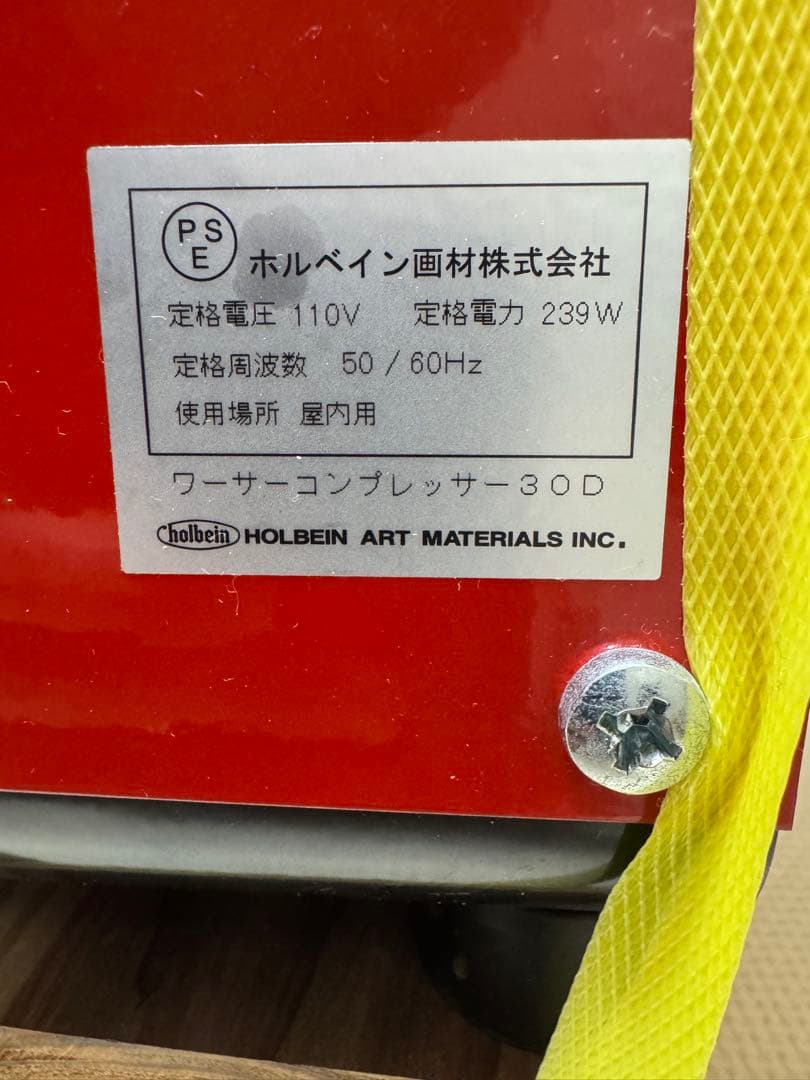 PSE
ホルベイン画材株式会社
定格電圧 110V 定格電力 239W
定格周波数 50 / 60Hz
使用場所 屋内用
ワーサーコンプレッサー30D
holbein HOLBEIN ART MATERIALS INC.